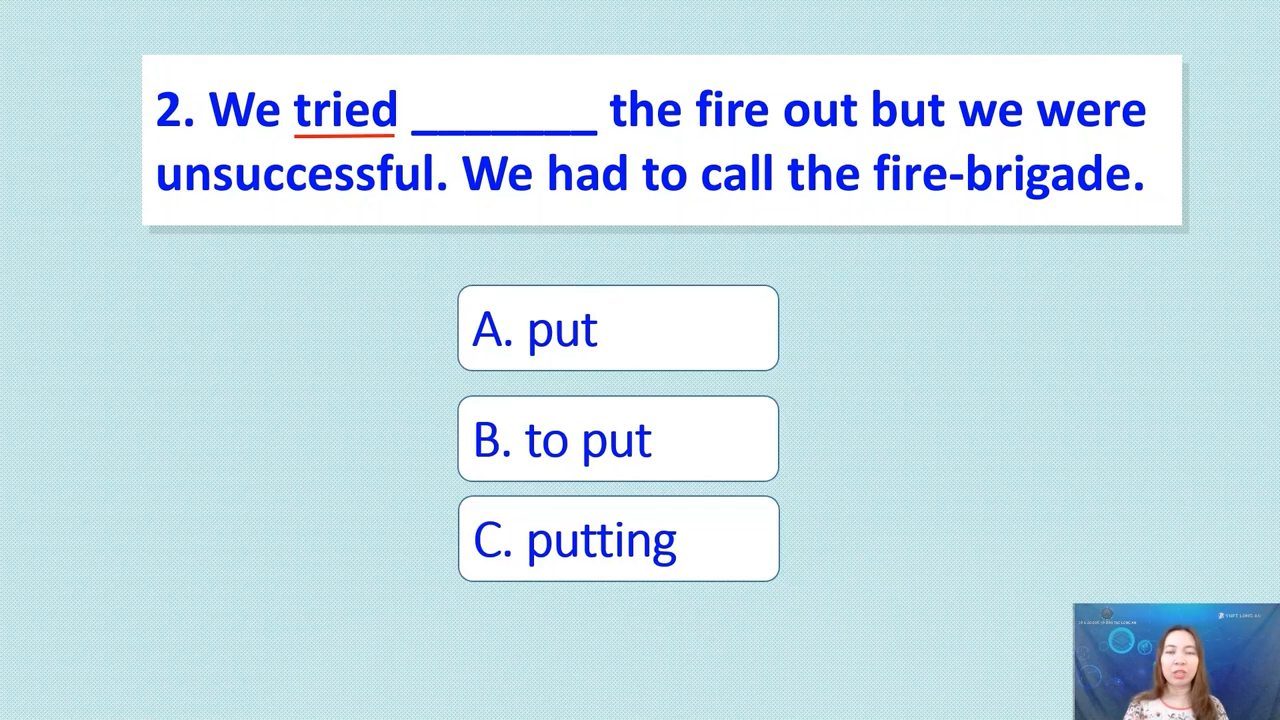 2. We tried _______ the fire out but we were
unsuccessful. We had to call the fire-brigade.
A. put
B. to put
C. putting